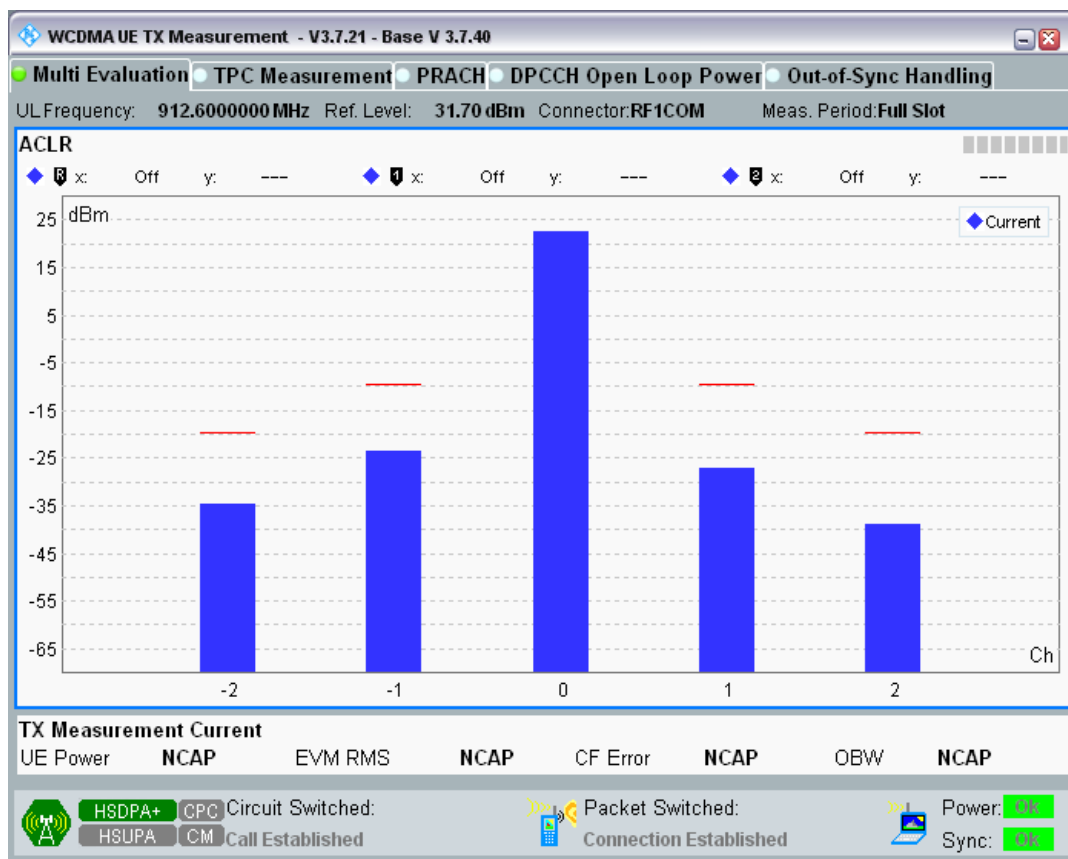 WCDMA UE TX Measurement - V3.7.21 - Base V 3.7.40
Multi Evaluation TPC Measurement PRACH DPCCH Open Loop Power Out-of-Sync Handling
UL Frequency: 912.6000000 MHz Ref. Level: 31.70 dBm Connector:RF1COM Meas. Period:Full Slot
ACLR
R x: Off y: --- 1 x: Off y: --- 2 x: Off y: ---
25 dBm Current
15
5
-5
-15
-25
-35
-45
-55
-65 Ch
-2 -1 0 1 2
TX Measurement Current
UE Power NCAP EVM RMS NCAP CF Error NCAP OBW NCAP
HSDPA+ CPC Circuit Switched: Packet Switched: Power: Ok
HSUPA CM Call Established Connection Established Sync: Ok